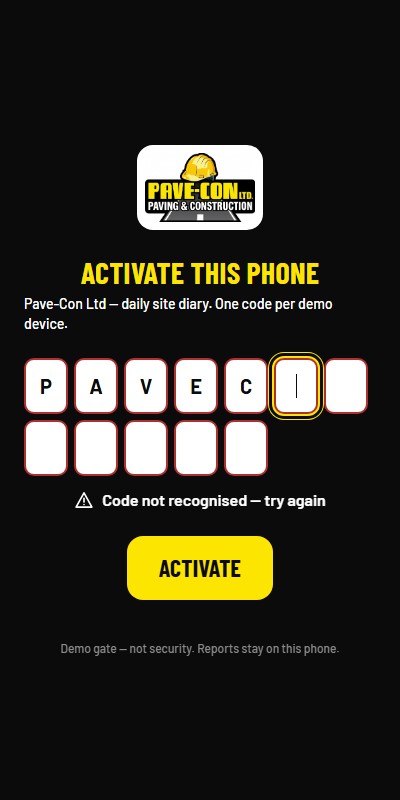 PAVE-CON LTD.
PAVING & CONSTRUCTION
ACTIVATE THIS PHONE
Pave-Con Ltd — daily site diary. One code per demo
device.
P A V E C
Code not recognised — try again
ACTIVATE
Demo gate — not security. Reports stay on this phone.